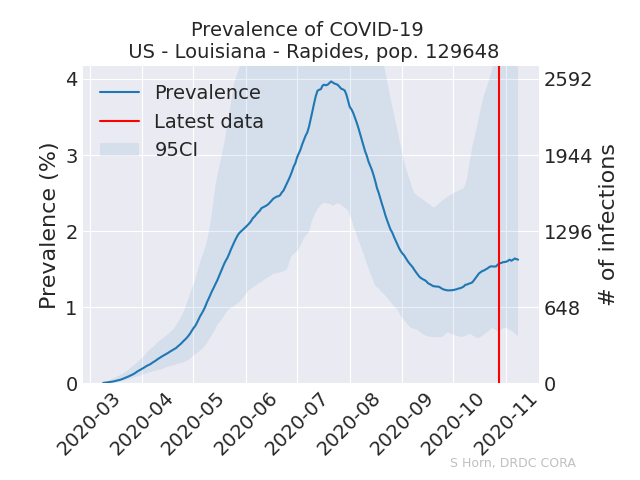 Prevalence of COVID-19
US - Louisiana - Rapides, pop. 129648
Prevalence (%)
4
3
2
1
0
Prevalence
Latest data
95CI
2592
1944
1296
648
0
# of infections
2020-03
2020-04
2020-05
2020-06
2020-07
2020-08
2020-09
2020-10
2020-11
S Horn, DRDC CORA